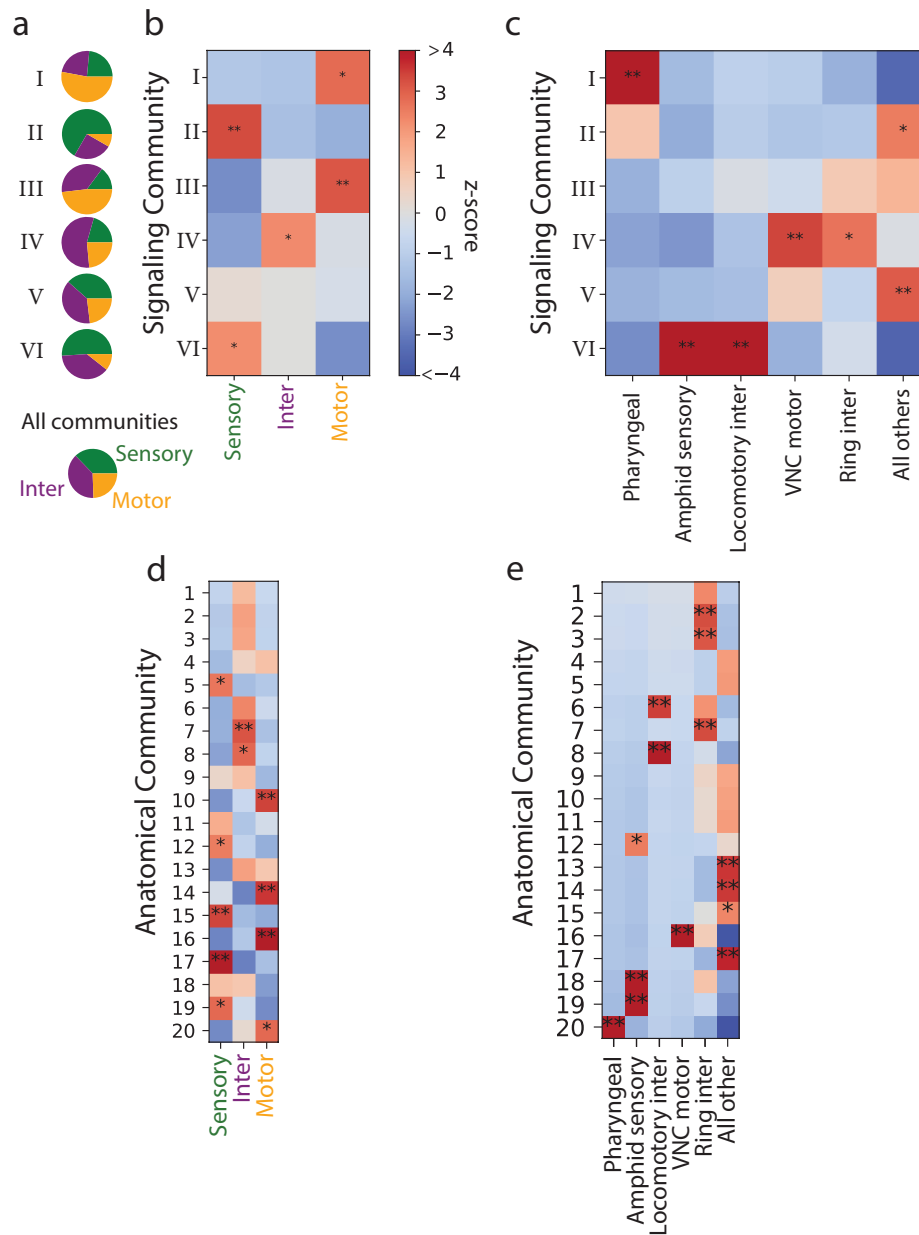 a
I
II
III
IV
V
VI
All communities
Sensory
Inter
Motor
b
Signaling Community
I
II
III
IV
V
VI
*
**
**
*
*
Sensory
Inter
Motor
>4
3
2
1
0
−1
−2
−3
<−4
z-score
c
Signaling Community
I
II
III
IV
V
VI
**
*
** *
**
** **
Pharyngeal
Amphid sensory
Locomotory inter
VNC motor
Ring inter
All others
d
Anatomical Community
1
2
3
4
5 *
6
7 **
8 *
9
10 **
11
12 *
13
14 **
15 **
16 **
17 **
18
19 *
20 *
Sensory
Inter
Motor
e
Anatomical Community
1
2 **
3 **
4
5
6 **
7 **
8 **
9
10
11
12 *
13 **
14 **
15 *
16 **
17 **
18 **
19 **
20 **
Pharyngeal
Amphid sensory
Locomotory inter
VNC motor
Ring inter
All other